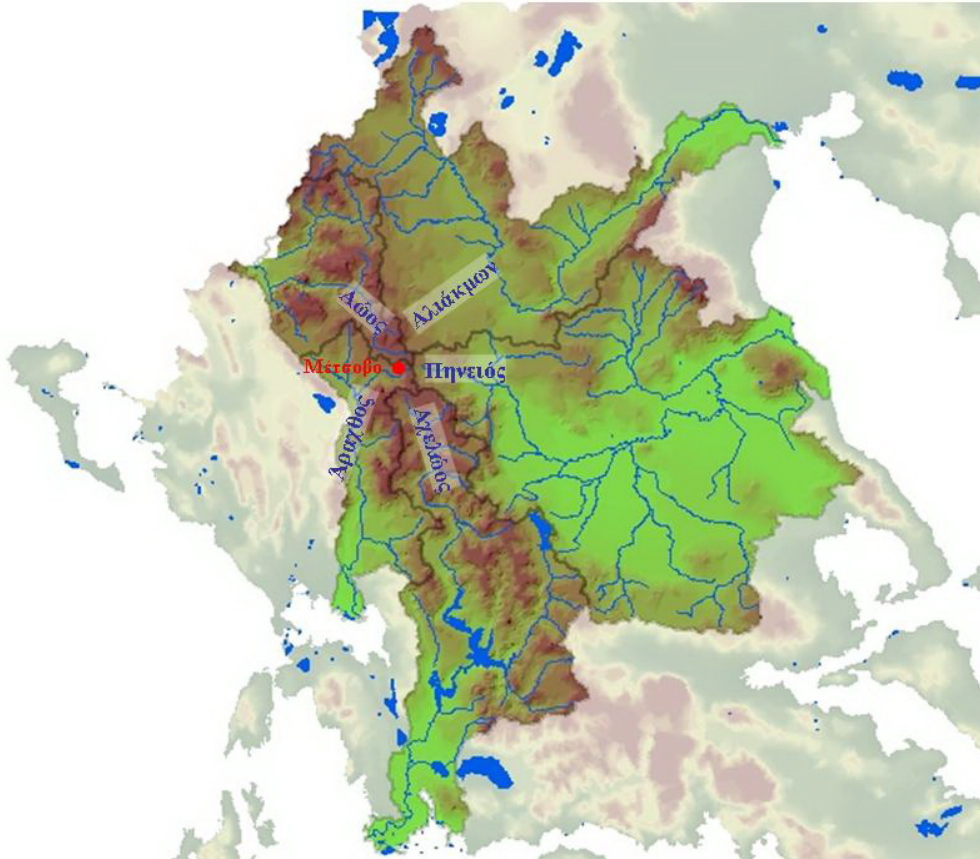 Αώος
Αλιάκμων
Μέτσοβο
Πηνειός
Άραχθος
Αχελώος